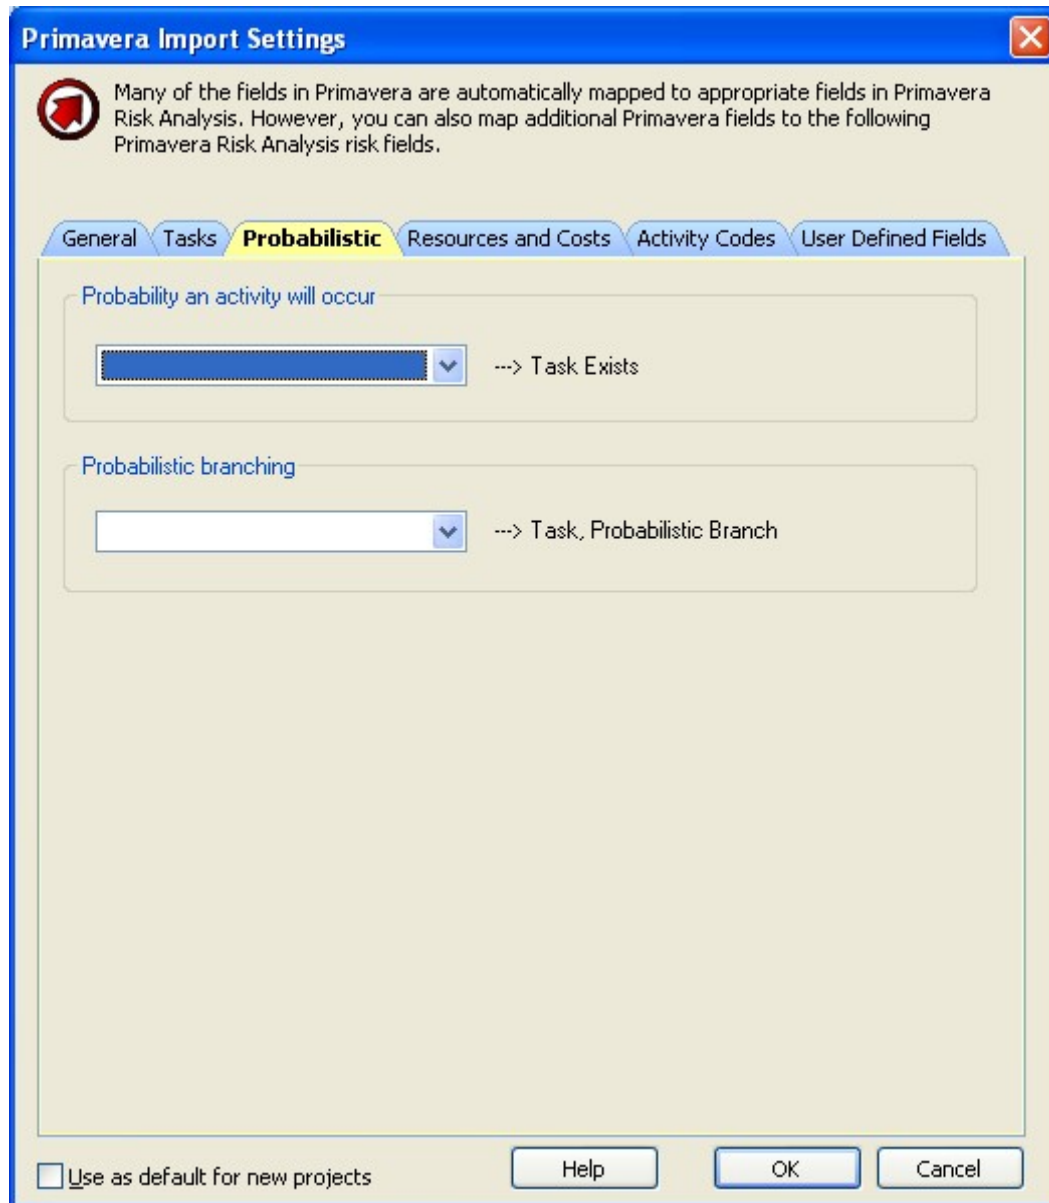 Primavera Import Settings
Many of the fields in Primavera are automatically mapped to appropriate fields in Primavera
Risk Analysis. However, you can also map additional Primavera fields to the following
Primavera Risk Analysis risk fields.
General Tasks Probabilistic Resources and Costs Activity Codes User Defined Fields
Probability an activity will occur
---> Task Exists
Probabilistic branching
---> Task, Probabilistic Branch
Use as default for new projects Help OK Cancel